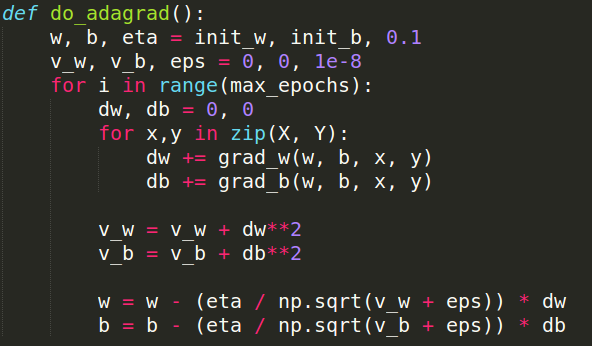 def do_adagrad():
    w, b, eta = init_w, init_b, 0.1
    v_w, v_b, eps = 0, 0, 1e-8
    for i in range(max_epochs):
        dw, db = 0, 0
        for x,y in zip(X, Y):
            dw += grad_w(w, b, x, y)
            db += grad_b(w, b, x, y)

        v_w = v_w + dw**2
        v_b = v_b + db**2

        w = w - (eta / np.sqrt(v_w + eps)) * dw
        b = b - (eta / np.sqrt(v_b + eps)) * db